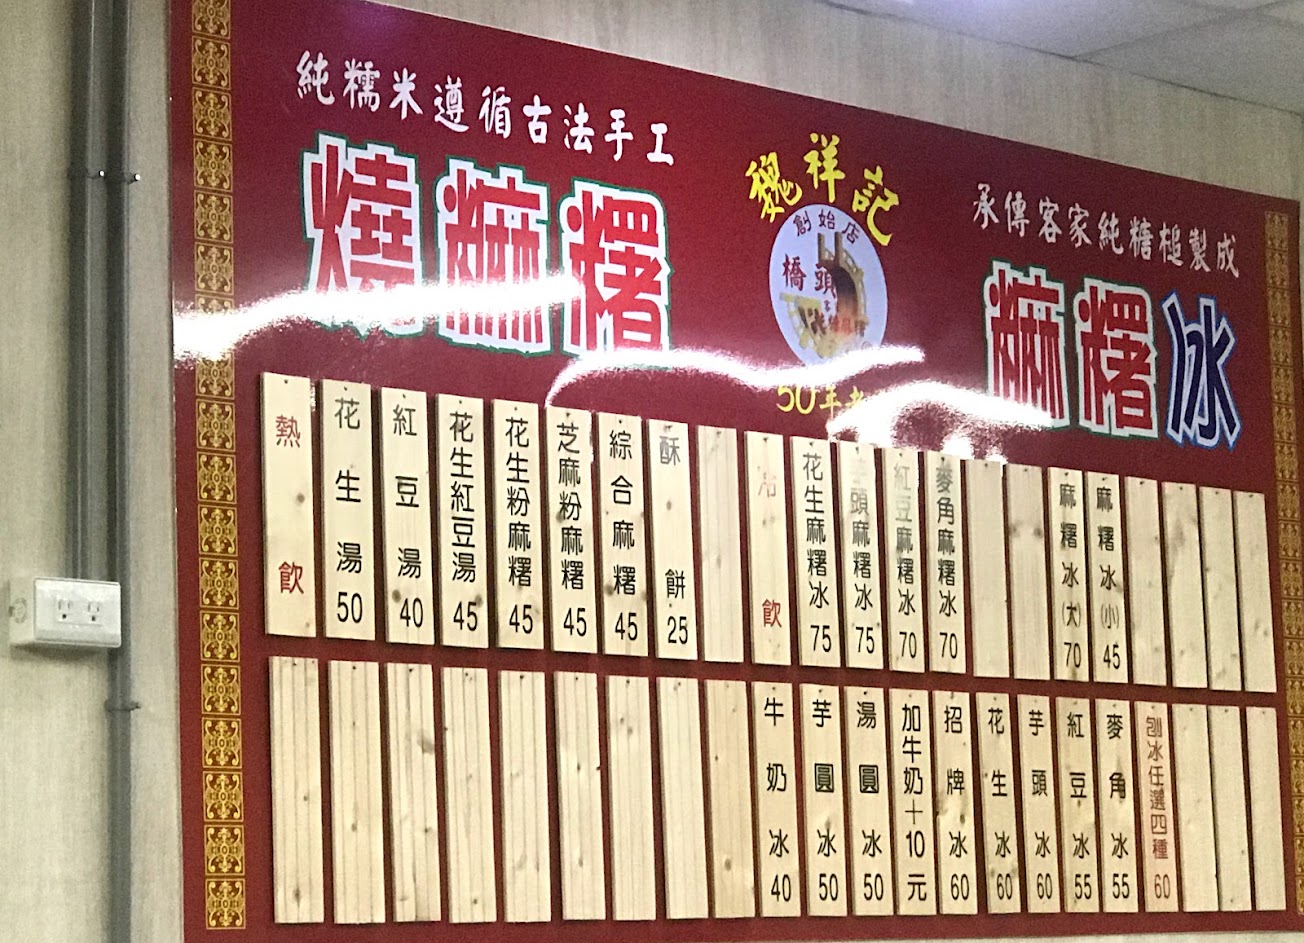 純糯米遵循古法手工
燒麻糬
魏祥記
創始店
橋頭
50年老
承傳客家純糖槌製成
麻糬冰
熱飲
花生湯50
紅豆湯40
花生紅豆湯45
花生粉麻糬45
芝麻粉麻糬45
綜合麻糬45
酥餅25
冷飲
花生麻糬冰75
芋頭麻糬冰75
紅豆麻糬冰70
麥角麻糬冰70
麻糬冰(大)70
麻糬冰(小)45
牛奶冰40
芋圓冰50
湯圓冰50
加牛奶+10元
招牌冰60
花生冰60
芋頭冰60
紅豆冰55
麥角冰55
刨冰任選四種60